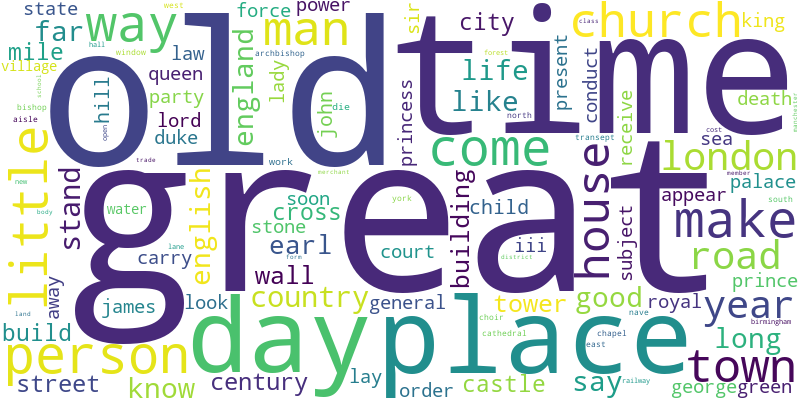 state
force
power
sir
church
west
way
man
far
law
city
king
mile
hall
window
archbishop
class
old
time
village
queen
england
lady
life
present
conduct
forest
school
party
princess
like
death
bishop
hill
john
die
manchester
aisle
open
lord
duke
north
receive
sea
cost
transept
trade
work
come
london
little
stand
great
house
merchant
member
palace
new
body
water
english
soon
york
building
child
appear
make
south
cross
stone
earl
iii
subject
lane
carry
form
court
district
road
wall
prince
land
away
james
look
country
general
tower
good
royal
year
build
day
place
choir
nave
birmingham
cathedral
chapel
east
long
person
town
street
know
century
lay
order
castle
say
railway
george
green